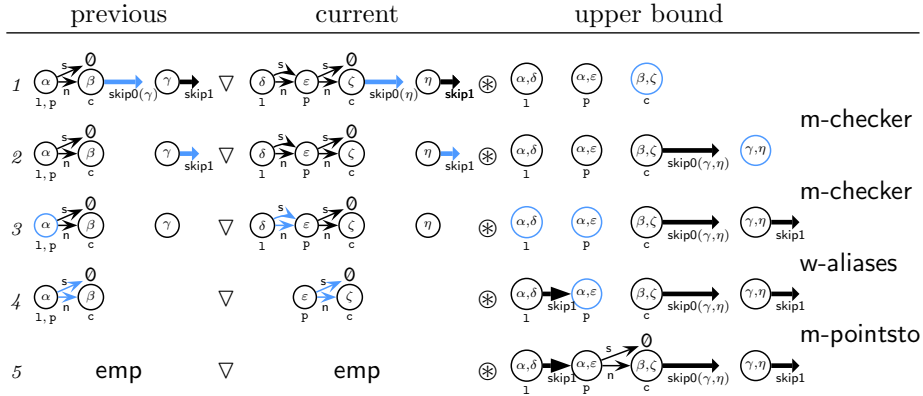 previous current upper bound
1 α s n 0 β skip0(γ) γ skip1 l, p c ▽ δ s n ε s n 0 ζ skip0(η) η skip1 l p c ⊛ α,δ α,ε β,ζ l p c
m-checker
2 α s n 0 β γ skip1 l, p c ▽ δ s n ε s n 0 ζ η skip1 l p c ⊛ α,δ α,ε β,ζ skip0(γ,η) γ,η l p c
m-checker
3 α s n 0 β γ l, p c ▽ δ s n ε s n 0 ζ η l p c ⊛ α,δ α,ε β,ζ skip0(γ,η) γ,η skip1 l p c
w-aliases
4 α s n 0 β l, p c ▽ ε s n 0 ζ p c ⊛ α,δ skip1 α,ε β,ζ skip0(γ,η) γ,η skip1 l p c
m-pointsto
5 emp ▽ emp ⊛ α,δ skip1 α,ε s n 0 β,ζ skip0(γ,η) γ,η skip1 l p c